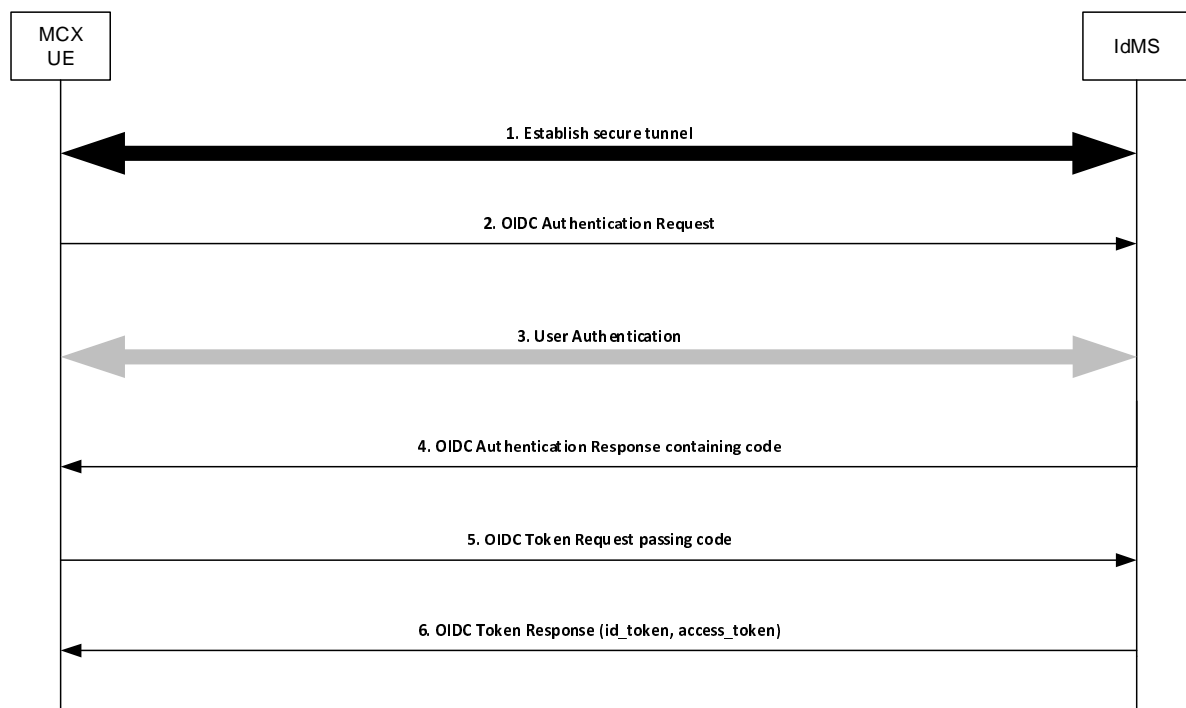 MCX
UE
IdMS
1. Establish secure tunnel
2. OIDC Authentication Request
3. User Authentication
4. OIDC Authentication Response containing code
5. OIDC Token Request passing code
6. OIDC Token Response (id_token, access_token)